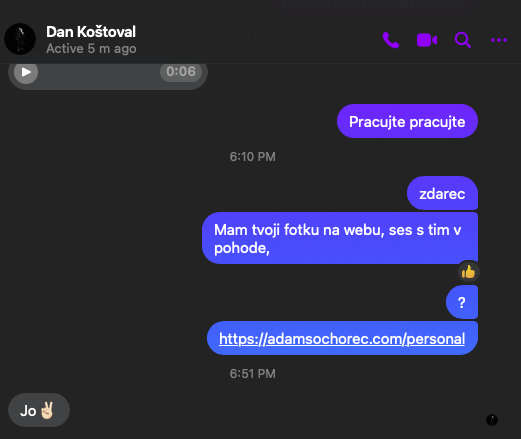 Dan Koštoval
Active 5 m ago
0:06
Pracujte pracujte
6:10 PM
zdarec
Mam tvoji fotku na webu, ses s tim v
pohode,
?
https://adamsochorec.com/personal
6:51 PM
Jo